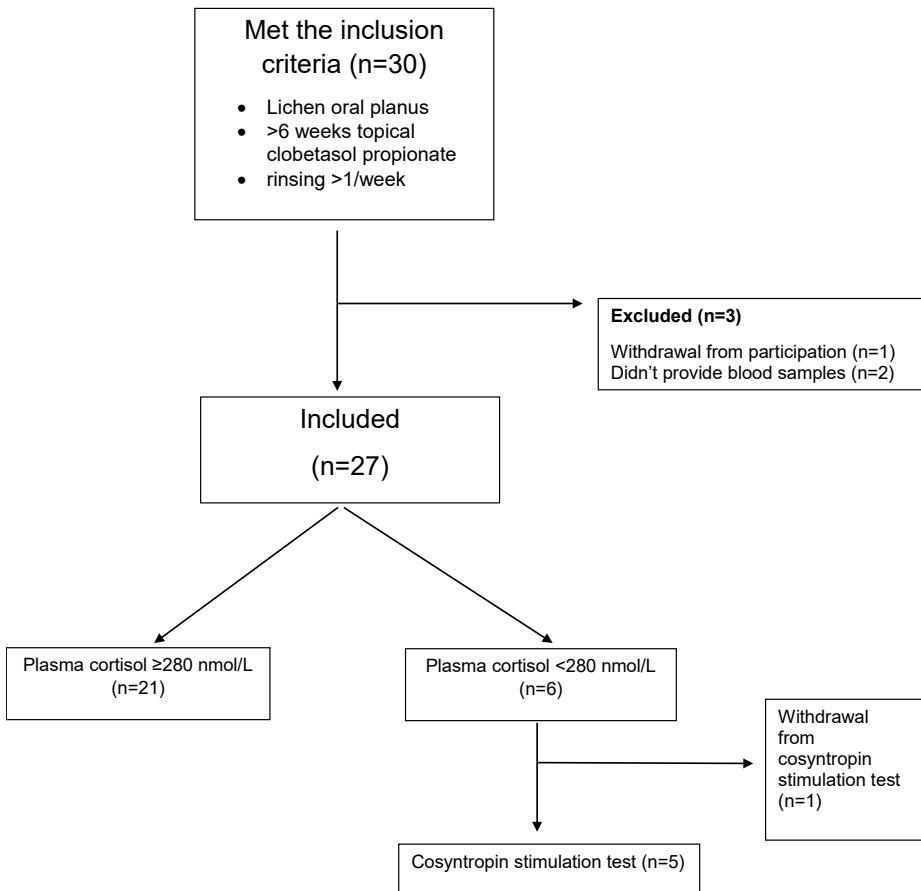 Met the inclusion
criteria (n=30)
• Lichen oral planus
• >6 weeks topical
clobetasol propionate
• rinsing >1/week
Excluded (n=3)
Withdrawal from participation (n=1)
Didn't provide blood samples (n=2)
Included
(n=27)
Plasma cortisol ≥280 nmol/L
(n=21)
Plasma cortisol <280 nmol/L
(n=6)
Withdrawal
from
cosyntropin
stimulation test
(n=1)
Cosyntropin stimulation test (n=5)